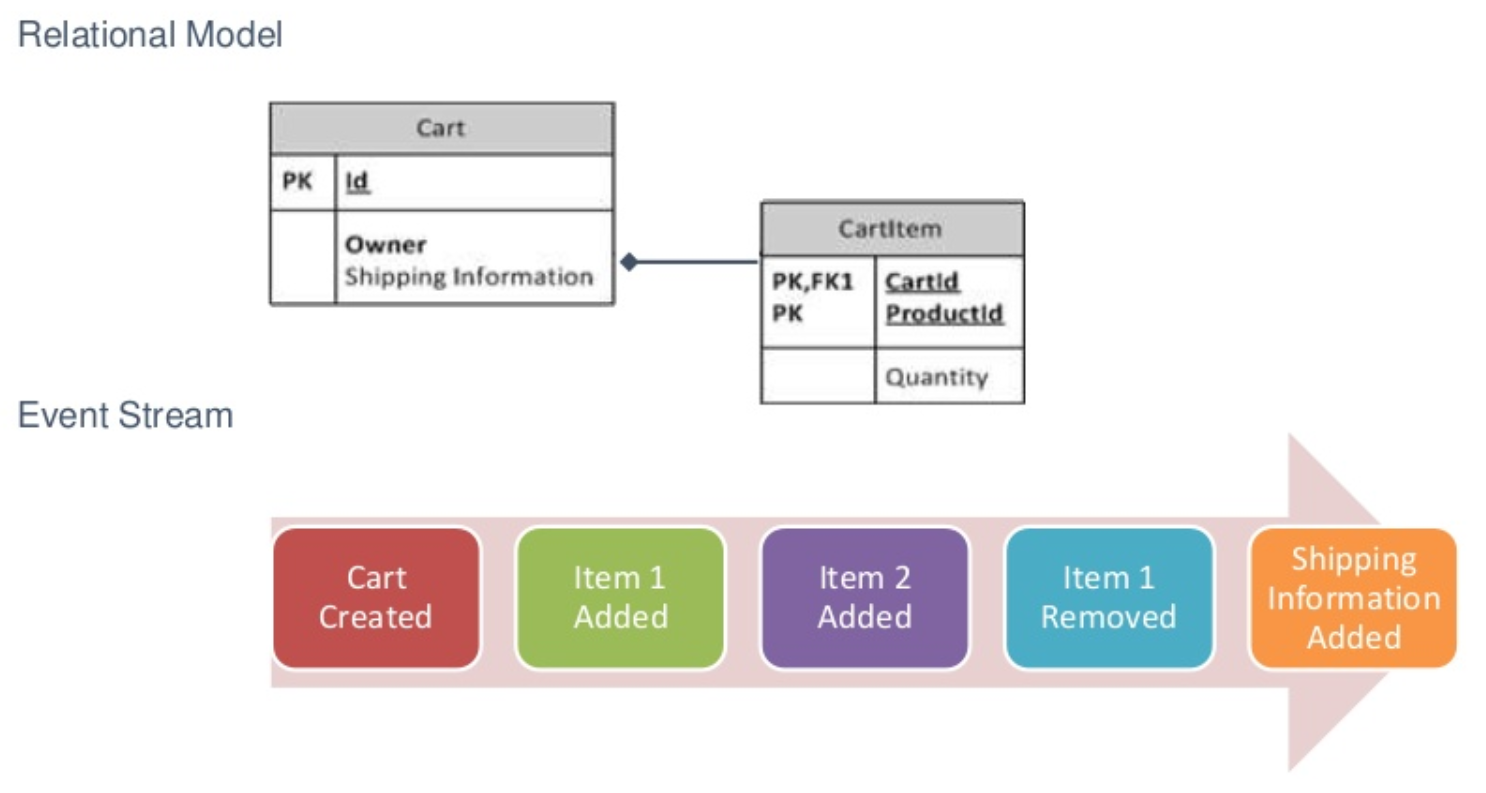 Relational Model
Cart
PK Id
Owner
Shipping Information
CartItem
PK,FK1 CartId
PK ProductId
Quantity
Event Stream
Cart
Created
Item 1
Added
Item 2
Added
Item 1
Removed
Shipping
Information
Added